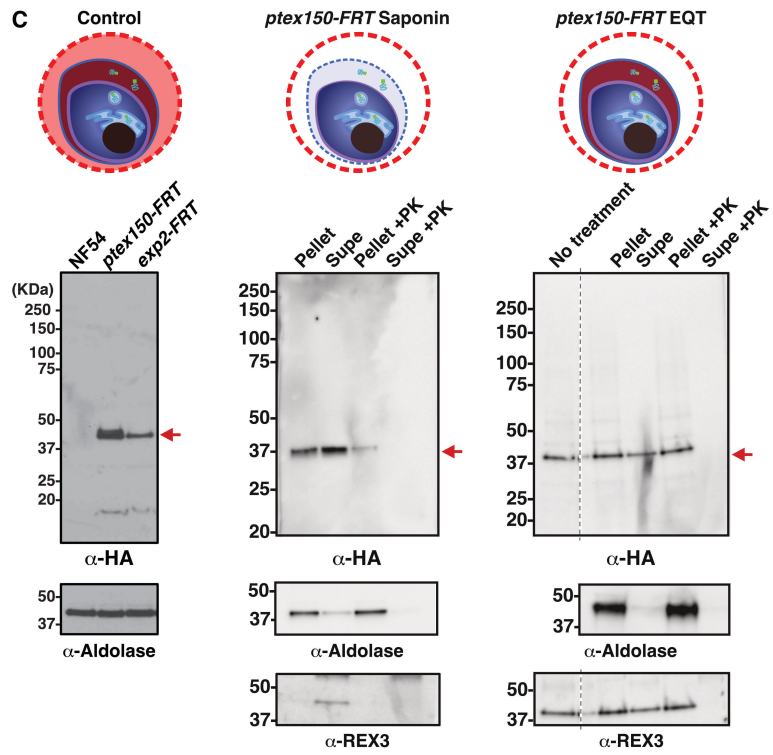 C
Control
ptex150-FRT Saponin
ptex150-FRT EQT
NF54
ptex150-FRT
exp2-FRT
(KDa)
250
150
100
75
50
37
25
20
α-HA
50
37
α-Aldolase
Pellet
Supe
Pellet +PK
Supe +PK
250
150
100
75
50
37
25
20
α-HA
50
37
α-Aldolase
50
37
α-REX3
No treatment
Pellet
Supe
Pellet +PK
Supe +PK
250
150
100
75
50
37
25
20
α-HA
50
37
α-Aldolase
50
37
α-REX3